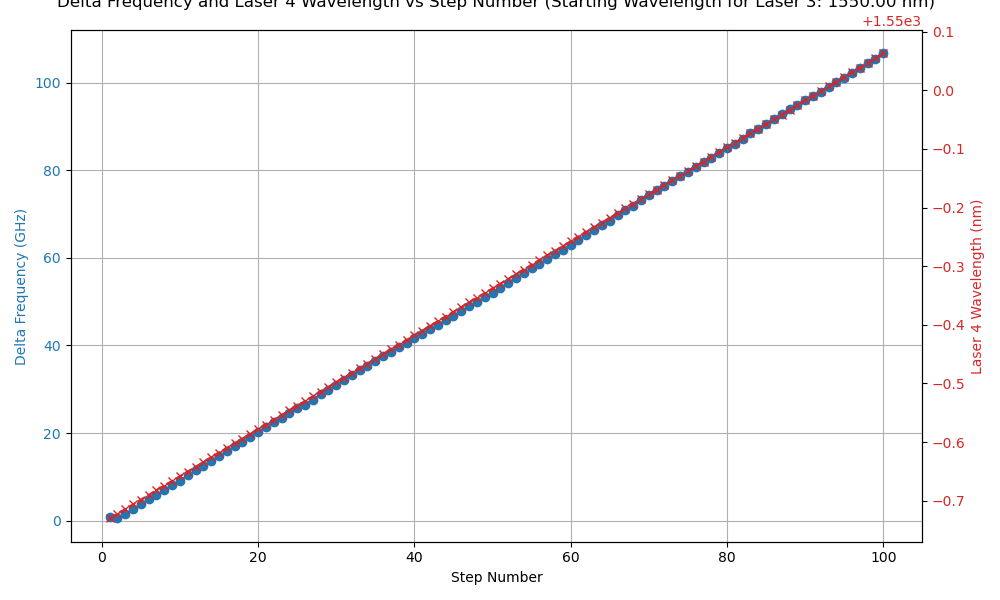 Delta Frequency and Laser 4 Wavelength vs Step Number (Starting Wavelength for Laser 3: 1550.00 nm)
+1.55e3
Delta Frequency (GHz)
100
80
60
40
20
0
0.1
0.0
−0.1
−0.2
−0.3
−0.4
−0.5
−0.6
−0.7
Laser 4 Wavelength (nm)
0 20 40 60 80 100
Step Number